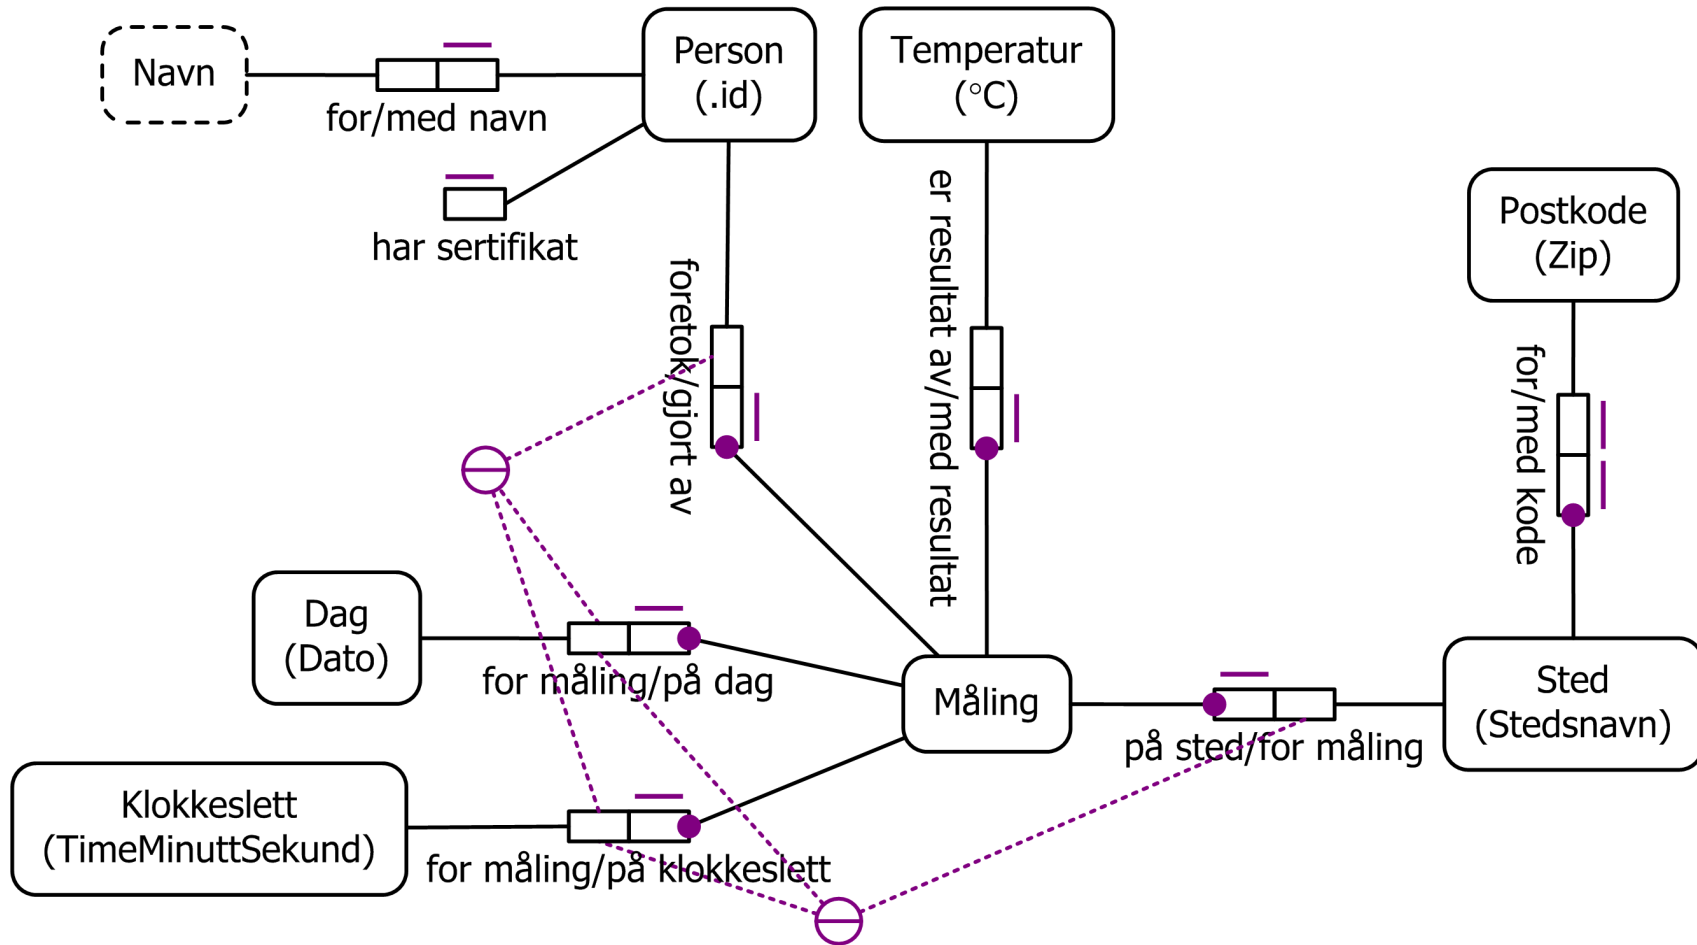 Navn
for/med navn
Person
(.id)
Temperatur
(°C)
har sertifikat
Postkode
(Zip)
foretok/gjort av
er resultat av/med resultat
for/med kode
Dag
(Dato)
for måling/på dag
Måling
på sted/for måling
Sted
(Stedsnavn)
Klokkeslett
(TimeMinuttSekund)
for måling/på klokkeslett